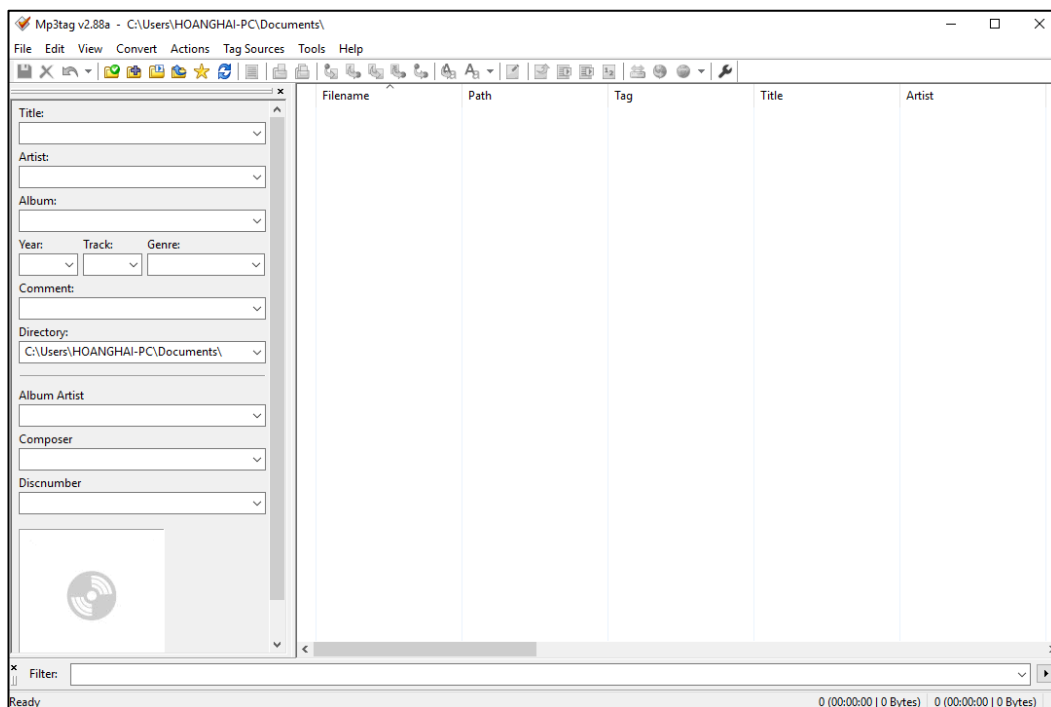 Mp3tag v2.88a - C:\Users\HOANGHAI-PC\Documents\
File Edit View Convert Actions Tag Sources Tools Help
Filename Path Tag Title Artist
Title:
Artist:
Album:
Year: Track: Genre:
Comment:
Directory:
C:\Users\HOANGHAI-PC\Documents\
Album Artist
Composer
Discnumber
Filter:
Ready 0 (00:00:00 | 0 Bytes) 0 (00:00:00 | 0 Bytes)